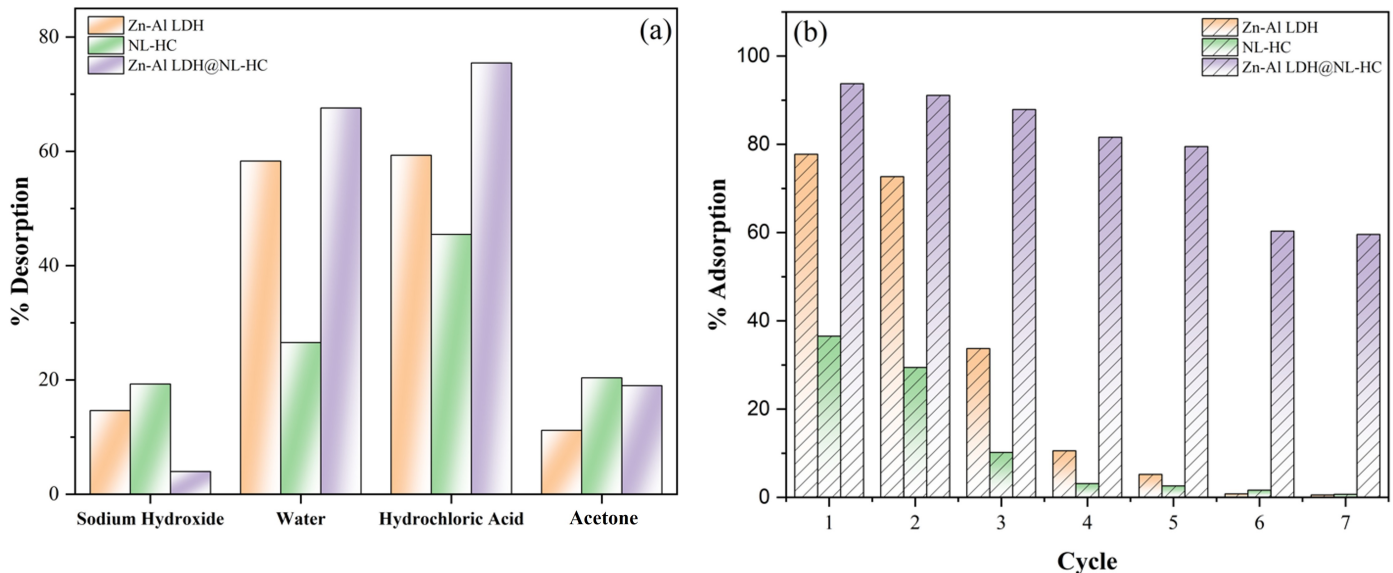 (a)
Zn-Al LDH
NL-HC
Zn-Al LDH@NL-HC
% Desorption
80
60
40
20
0
Sodium Hydroxide Water Hydrochloric Acid Acetone
(b)
Zn-Al LDH
NL-HC
Zn-Al LDH@NL-HC
% Adsorption
100
80
60
40
20
0
1 2 3 4 5 6 7
Cycle